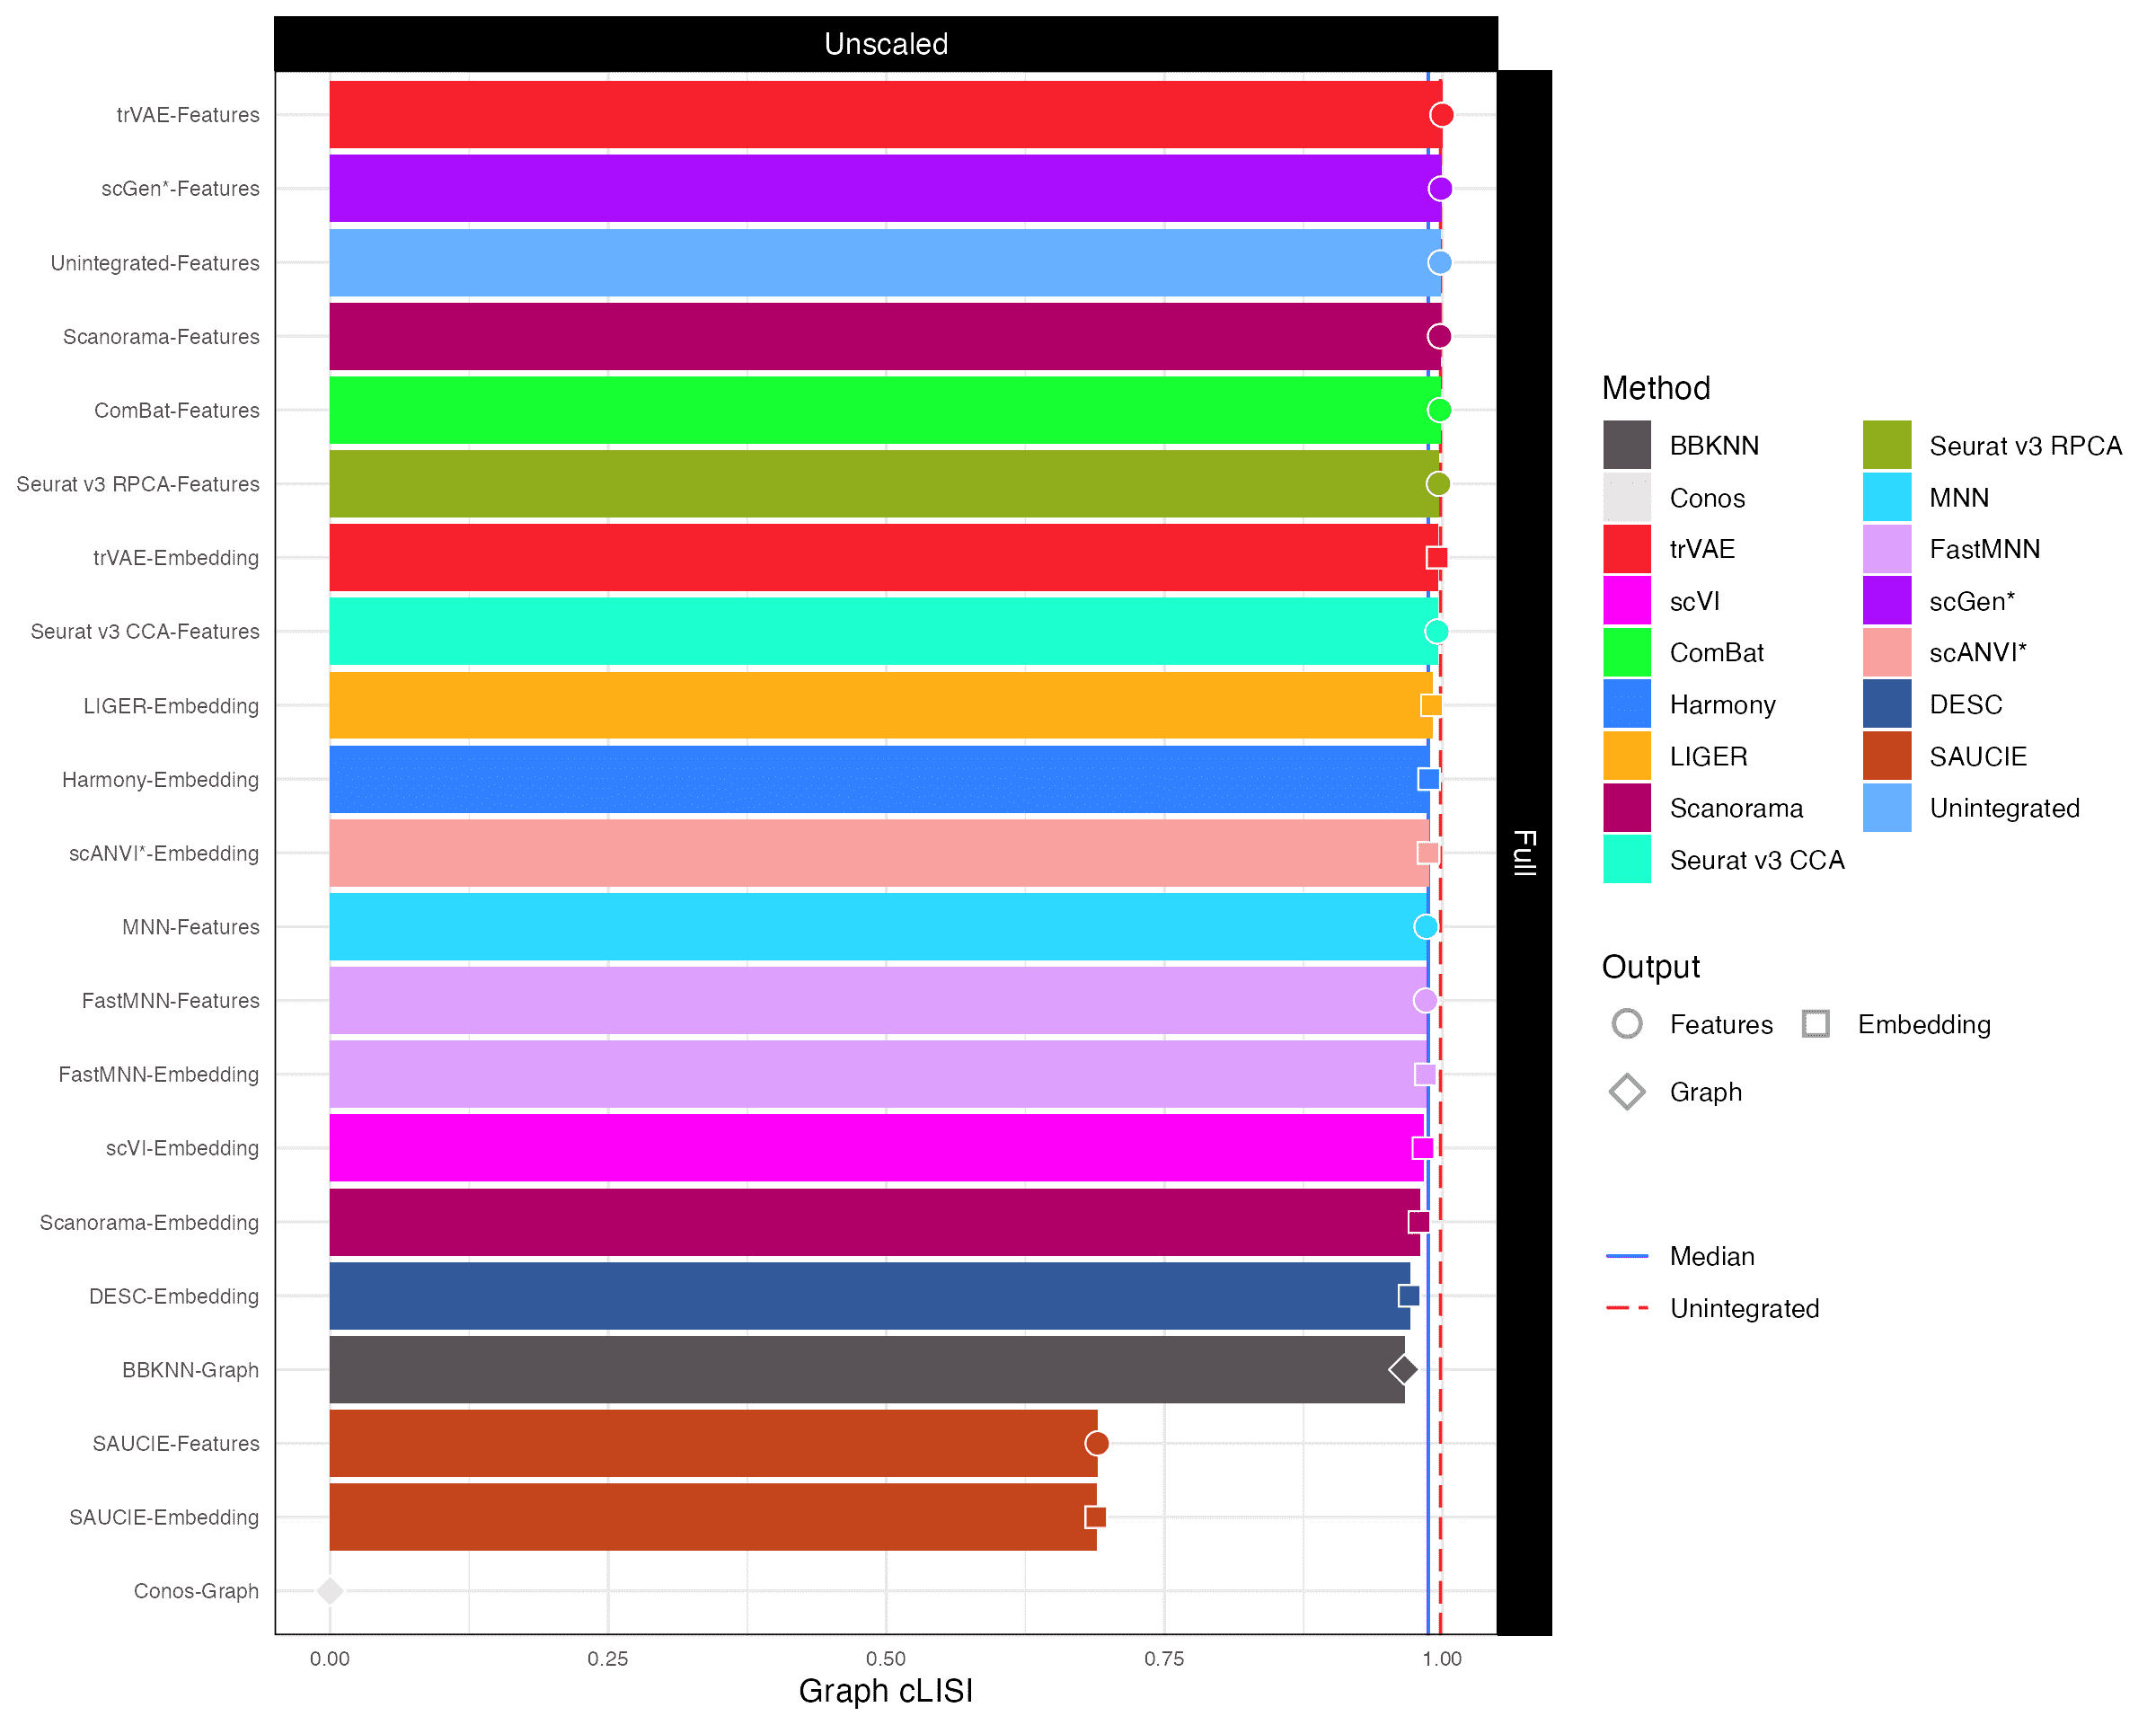 Unscaled
trVAE-Features
scGen*-Features
Unintegrated-Features
Scanorama-Features
ComBat-Features
Seurat v3 RPCA-Features
trVAE-Embedding
Seurat v3 CCA-Features
LIGER-Embedding
Harmony-Embedding
scANVI*-Embedding
MNN-Features
FastMNN-Features
FastMNN-Embedding
scVI-Embedding
Scanorama-Embedding
DESC-Embedding
BBKNN-Graph
SAUCIE-Features
SAUCIE-Embedding
Conos-Graph
0.00 0.25 0.50 0.75 1.00
Graph cLISI
Full
Method
BBKNN
Conos
trVAE
scVI
ComBat
Harmony
LIGER
Scanorama
Seurat v3 CCA
Seurat v3 RPCA
MNN
FastMNN
scGen*
scANVI*
DESC
SAUCIE
Unintegrated
Output
Features Embedding
Graph
Median
Unintegrated